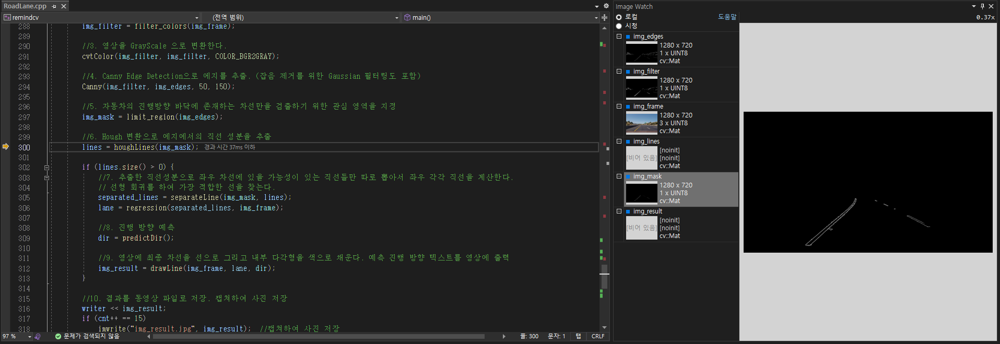 RoadLane.cpp
remindcv
(전역 범위)
main()
288 img_filter = filter_colors(img_frame);
289
290 //3. 영상을 GrayScale 으로 변환한다.
291 cvtColor(img_filter, img_filter, COLOR_BGR2GRAY);
292
293 //4. Canny Edge Detection으로 에지를 추출. (잡음 제거를 위한 Gaussian 필터링도 포함)
294 Canny(img_filter, img_edges, 50, 150);
295
296 //5. 자동차의 진행방향 바닥에 존재하는 차선만을 검출하기 위한 관심 영역을 지정
297 img_mask = limit_region(img_edges);
298
299 //6. Hough 변환으로 에지에서의 직선 성분을 추출
300 lines = houghLines(img_mask); 경과 시간 37ms 이하
301
302 if (lines.size() > 0) {
303 //7. 추출한 직선성분으로 좌우 차선에 있을 가능성이 있는 직선들만 따로 뽑아서 좌우 각각 직선을 계산한다.
304 // 선형 회귀를 하여 가장 적합한 선을 찾는다.
305 separated_lines = separateLine(img_mask, lines);
306 lane = regression(separated_lines, img_frame);
307
308 //8. 진행 방향 예측
309 dir = predictDir();
310
311 //9. 영상에 최종 차선을 선으로 그리고 내부 다각형을 색으로 채운다. 예측 진행 방향 텍스트를 영상에 출력
312 img_result = drawLine(img_frame, lane, dir);
313 }
314
315 //10. 결과를 동영상 파일로 저장. 캡쳐하여 사진 저장
316 writer << img_result;
317 if (cnt++ == 15)
318 imwrite("img_result.jpg", img_result); //캡쳐하여 사진 저장
97 %
문제가 검색되지 않음
줄: 300
문자: 1
탭
CRLF
Image Watch
로컬
도움말
시청
0.37x
img_edges
1280 x 720
1 x UINT8
cv::Mat
img_filter
1280 x 720
1 x UINT8
cv::Mat
img_frame
1280 x 720
3 x UINT8
cv::Mat
img_lines
[비어 있음]
[noinit]
[noinit]
cv::Mat
img_mask
1280 x 720
1 x UINT8
cv::Mat
img_result
[비어 있음]
[noinit]
[noinit]
cv::Mat